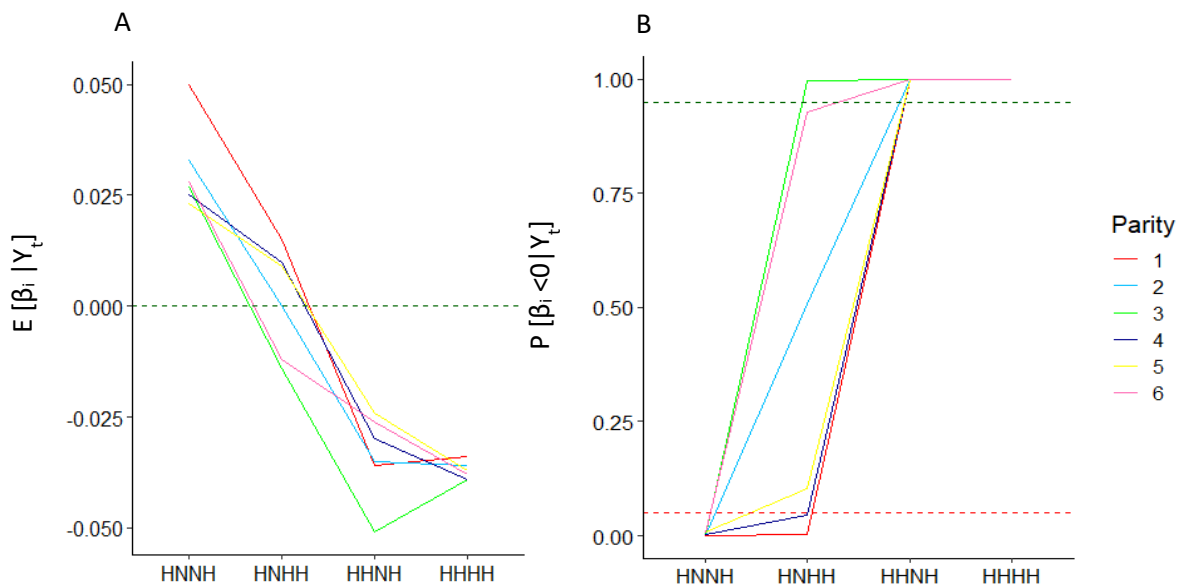 A
E [βᵢ |Yₜ]
0.050
0.025
0.000
-0.025
-0.050
HNNH HNHH HHNH HHHH
B
P [βᵢ <0|Yₜ]
1.00
0.75
0.50
0.25
0.00
HNNH HNHH HHNH HHHH
Parity
1
2
3
4
5
6